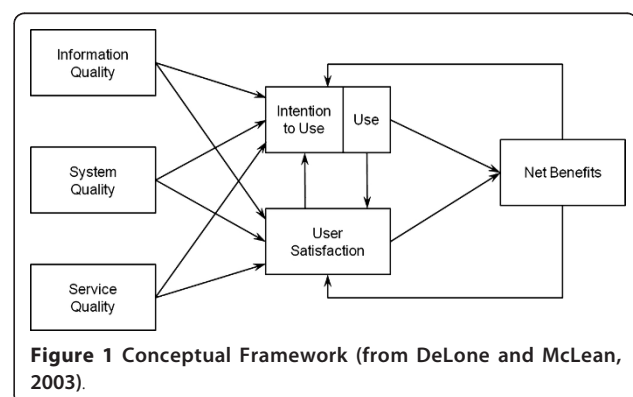 Information
Quality
System
Quality
Service
Quality
Intention
to Use
Use
User
Satisfaction
Net Benefits
Figure 1 Conceptual Framework (from DeLone and McLean,
2003).